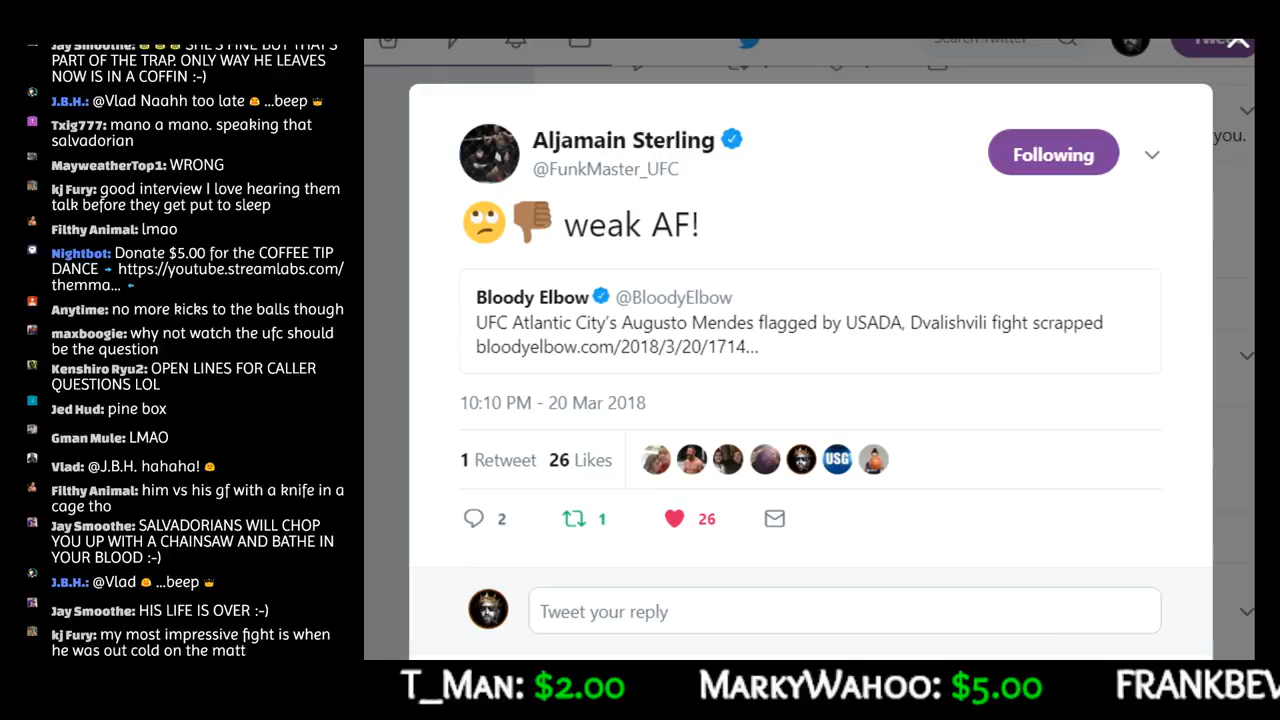 Jay Smoothe: SHE'S FINE BUT THAT'S
PART OF THE TRAP. ONLY WAY HE LEAVES
NOW IS IN A COFFIN :-)
J.B.H.: @Vlad Naahh too late 😊 ...beep 👑
Txig777: mano a mano. speaking that
salvadorian
MayweatherTop1: WRONG
kj Fury: good interview I love hearing them
talk before they get put to sleep
Filthy Animal: lmao
Nightbot: Donate $5.00 for the COFFEE TIP
DANCE → https://youtube.streamlabs.com/
themma... ←
Anytime: no more kicks to the balls though
maxboogie: why not watch the ufc should
be the question
Kenshiro Ryu2: OPEN LINES FOR CALLER
QUESTIONS LOL
Jed Hud: pine box
Gman Mule: LMAO
Vlad: @J.B.H. hahaha! 😊
Filthy Animal: him vs his gf with a knife in a
cage tho
Jay Smoothe: SALVADORIANS WILL CHOP
YOU UP WITH A CHAINSAW AND BATHE IN
YOUR BLOOD :-)
J.B.H.: @Vlad 😊 ...beep 👑
Jay Smoothe: HIS LIFE IS OVER :-)
kj Fury: my most impressive fight is when
he was out cold on the matt
Search Twitter
Tweet
you.
Aljamain Sterling
@FunkMaster_UFC
Following
🙄👎🏾 weak AF!
Bloody Elbow @BloodyElbow
UFC Atlantic City's Augusto Mendes flagged by USADA, Dvalishvili fight scrapped
bloodyelbow.com/2018/3/20/1714...
10:10 PM - 20 Mar 2018
1 Retweet 26 Likes
USG
2 1 26
Tweet your reply
T_Man: $2.00 MarkyWahoo: $5.00 FRANKBEV